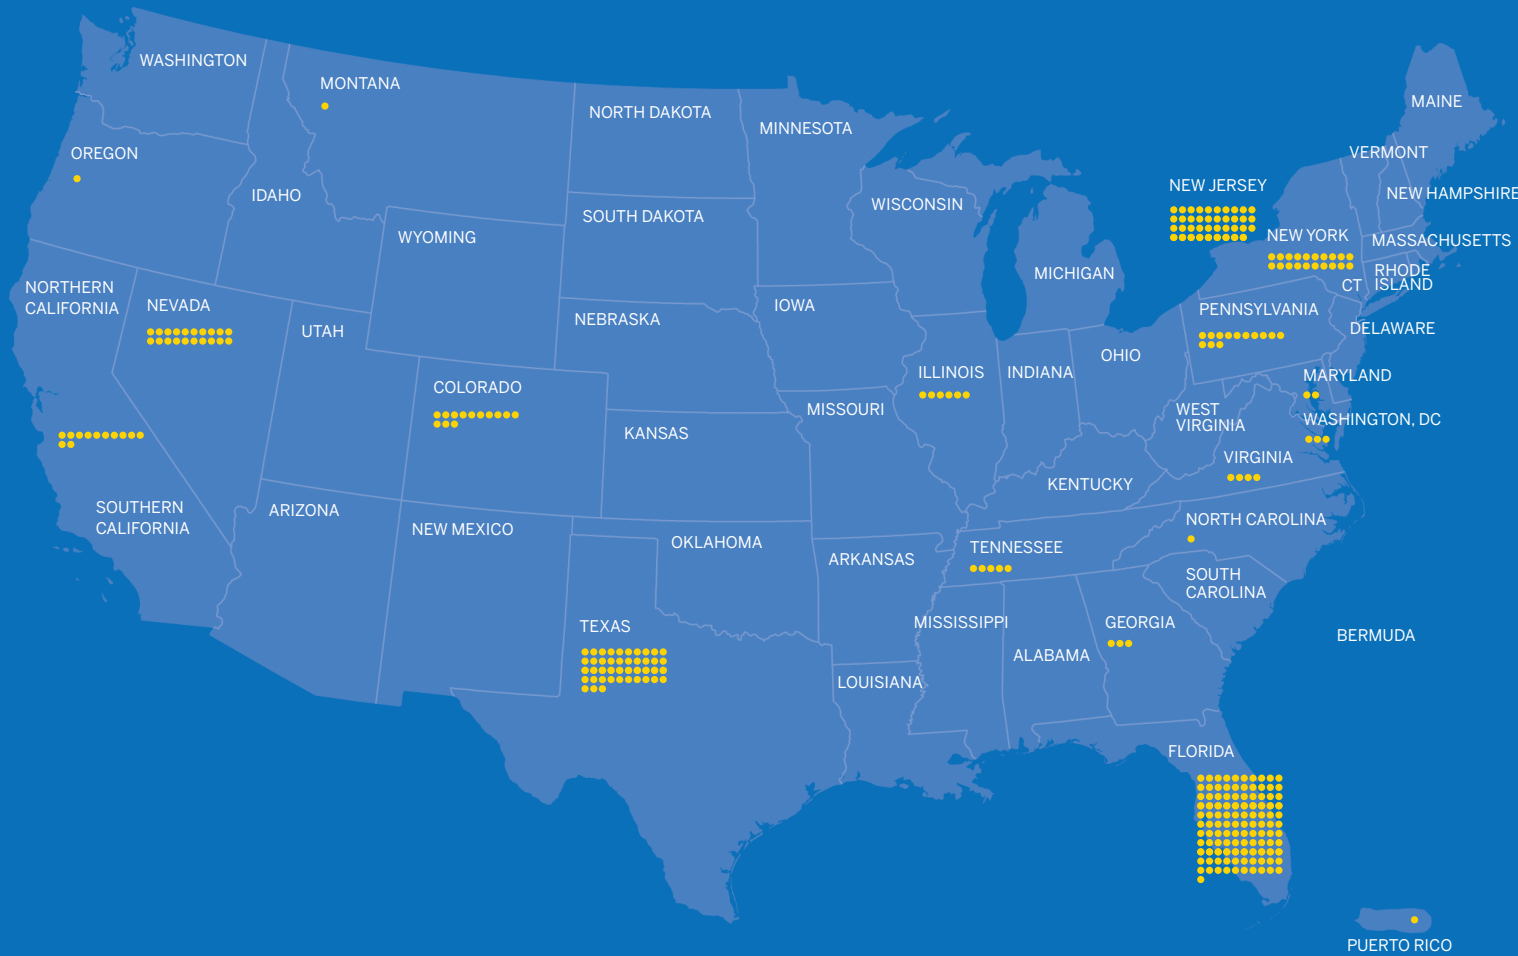 WASHINGTON
MONTANA
NORTH DAKOTA
MINNESOTA
MAINE
OREGON
VERMONT
IDAHO
WISCONSIN
NEW JERSEY
NEW HAMPSHIRE
SOUTH DAKOTA
WYOMING
NEW YORK
MASSACHUSETTS
MICHIGAN
RHODE
ISLAND
CT
NORTHERN
CALIFORNIA
NEVADA
IOWA
PENNSYLVANIA
NEBRASKA
UTAH
DELAWARE
OHIO
ILLINOIS
INDIANA
MARYLAND
COLORADO
MISSOURI
WEST
VIRGINIA
WASHINGTON, DC
KANSAS
VIRGINIA
KENTUCKY
SOUTHERN
CALIFORNIA
ARIZONA
NEW MEXICO
NORTH CAROLINA
OKLAHOMA
TENNESSEE
ARKANSAS
SOUTH
CAROLINA
TEXAS
MISSISSIPPI
GEORGIA
BERMUDA
ALABAMA
LOUISIANA
FLORIDA
PUERTO RICO